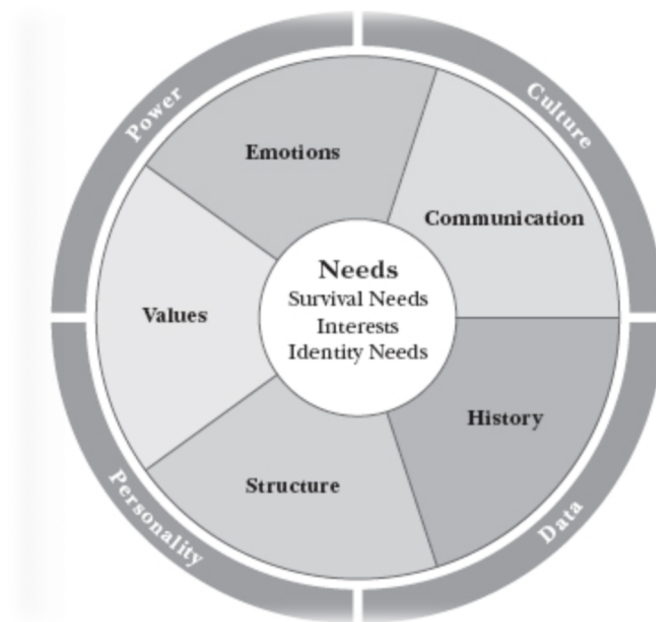 Power
Culture
Emotions
Communication
Needs
Survival Needs
Interests
Identity Needs
Values
History
Structure
Personality
Data